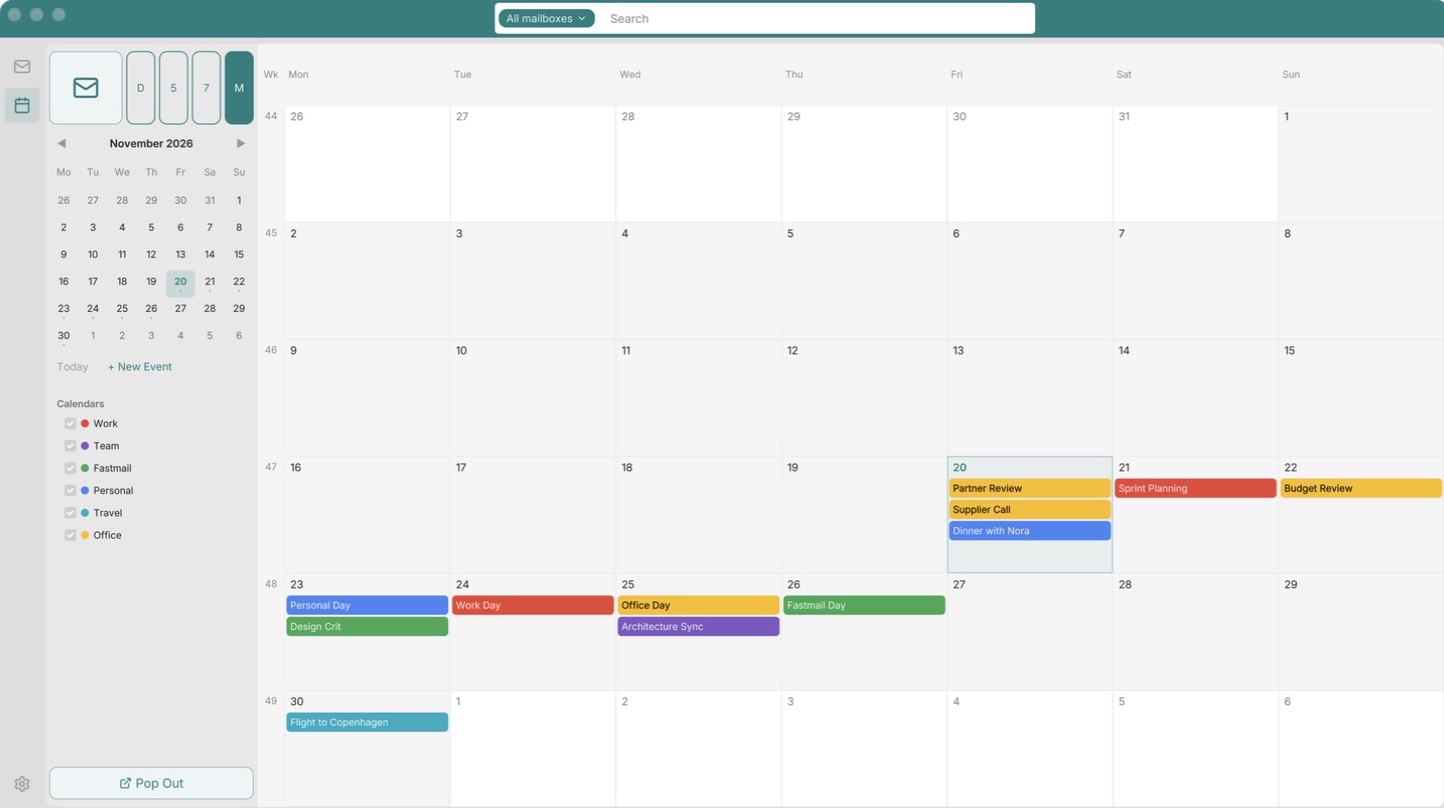 All mailboxes Search
D 5 7 M
November 2026
Mo Tu We Th Fr Sa Su
26 27 28 29 30 31 1
2 3 4 5 6 7 8
9 10 11 12 13 14 15
16 17 18 19 20 21 22
23 24 25 26 27 28 29
30 1 2 3 4 5 6
Today + New Event
Calendars
Work
Team
Fastmail
Personal
Travel
Office
Pop Out
Wk Mon Tue Wed Thu Fri Sat Sun
44 26 27 28 29 30 31 1
45 2 3 4 5 6 7 8
46 9 10 11 12 13 14 15
47 16 17 18 19 20 21 22
Partner Review Sprint Planning Budget Review
Supplier Call
Dinner with Nora
48 23 24 25 26 27 28 29
Personal Day Work Day Office Day Fastmail Day
Design Crit Architecture Sync
49 30 1 2 3 4 5 6
Flight to Copenhagen